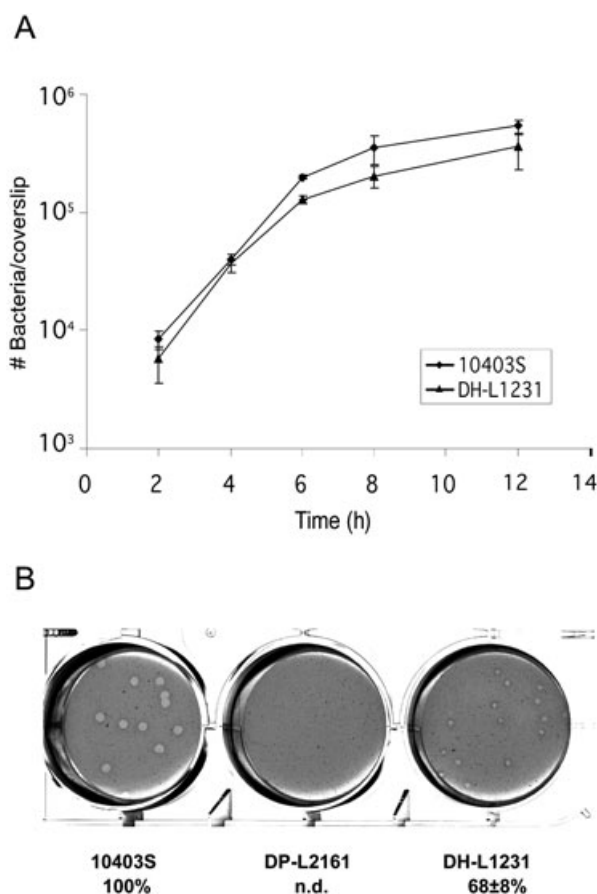 A
10⁶
10⁵
10⁴
10³
# Bacteria/coverslip
10403S
DH-L1231
0 2 4 6 8 10 12 14
Time (h)
B
10403S DP-L2161 DH-L1231
100% n.d. 68±8%